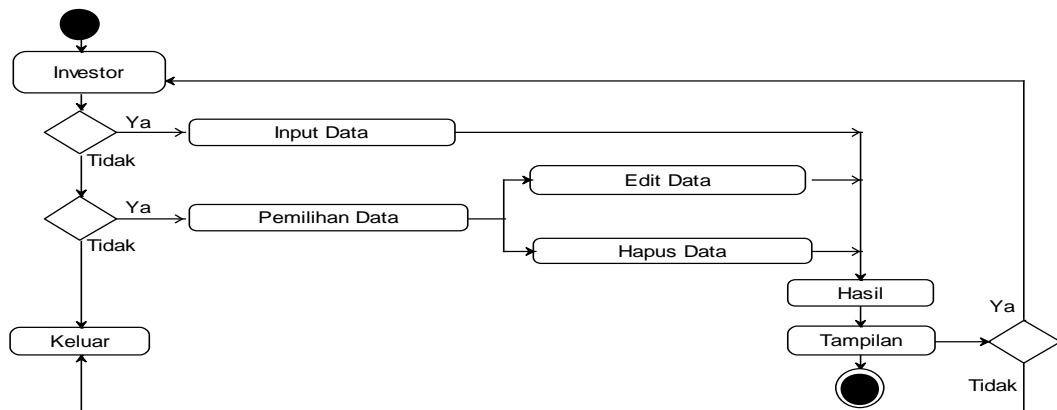 Investor
Ya
Input Data
Tidak
Edit Data
Ya
Pemilihan Data
Tidak
Hapus Data
Hasil
Ya
Keluar
Tampilan
Tidak